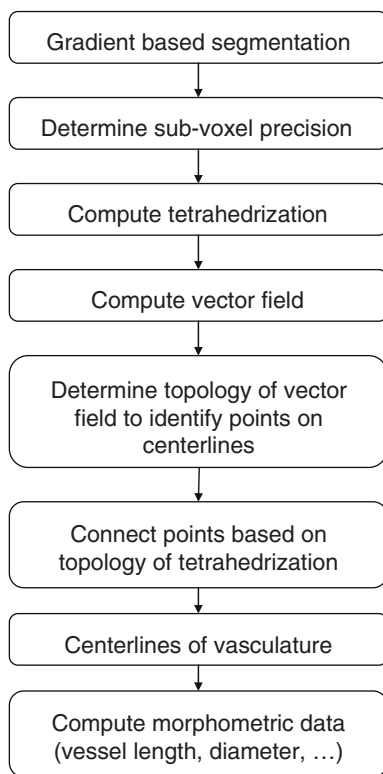 Gradient based segmentation
Determine sub-voxel precision
Compute tetrahedrization
Compute vector field
Determine topology of vector
field to identify points on
centerlines
Connect points based on
topology of tetrahedrization
Centerlines of vasculature
Compute morphometric data
(vessel length, diameter, …)